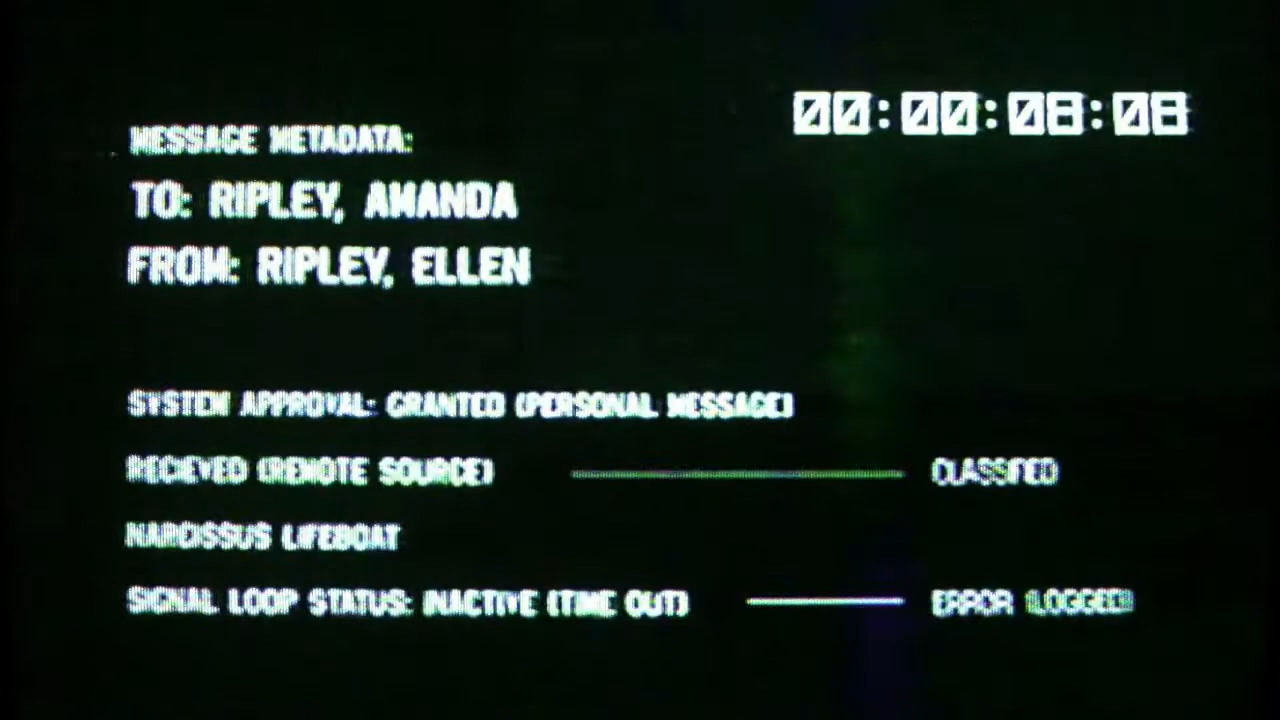 00:00:08:08
MESSAGE METADATA:
TO: RIPLEY, AMANDA
FROM: RIPLEY, ELLEN
SYSTEM APPROVAL: GRANTED (PERSONAL MESSAGE)
RECIEVED (REMOTE SOURCE) CLASSIFIED
NARCISSUS LIFEBOAT
SIGNAL LOOP STATUS: INACTIVE (TIME OUT) ERROR (LOGGED)